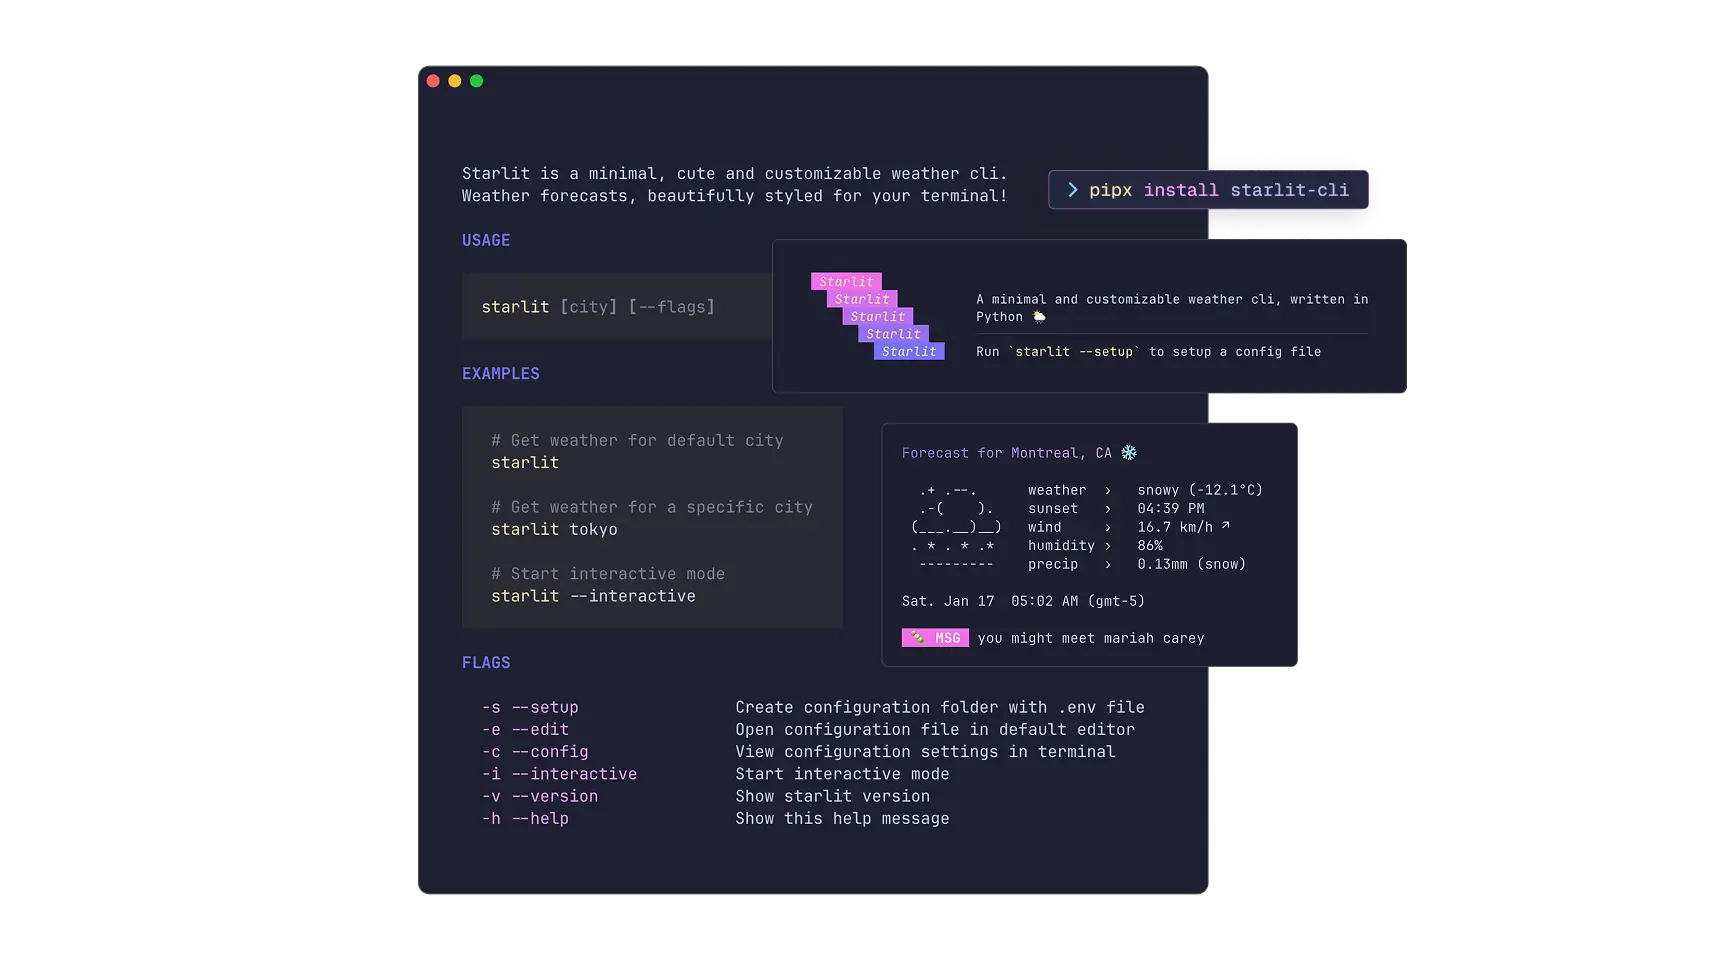 Starlit is a minimal, cute and customizable weather cli.
Weather forecasts, beautifully styled for your terminal!
> pipx install starlit-cli
USAGE
starlit [city] [--flags]
Starlit
Starlit
Starlit
Starlit
Starlit
A minimal and customizable weather cli, written in
Python 🌦️
Run `starlit --setup` to setup a config file
EXAMPLES
# Get weather for default city
starlit
# Get weather for a specific city
starlit tokyo
# Start interactive mode
starlit --interactive
Forecast for Montreal, CA ❄️
weather › snowy (-12.1°C)
sunset › 04:39 PM
wind › 16.7 km/h ↗
humidity › 86%
precip › 0.13mm (snow)
Sat. Jan 17 05:02 AM (gmt-5)
MSG you might meet mariah carey
FLAGS
-s --setup Create configuration folder with .env file
-e --edit Open configuration file in default editor
-c --config View configuration settings in terminal
-i --interactive Start interactive mode
-v --version Show starlit version
-h --help Show this help message